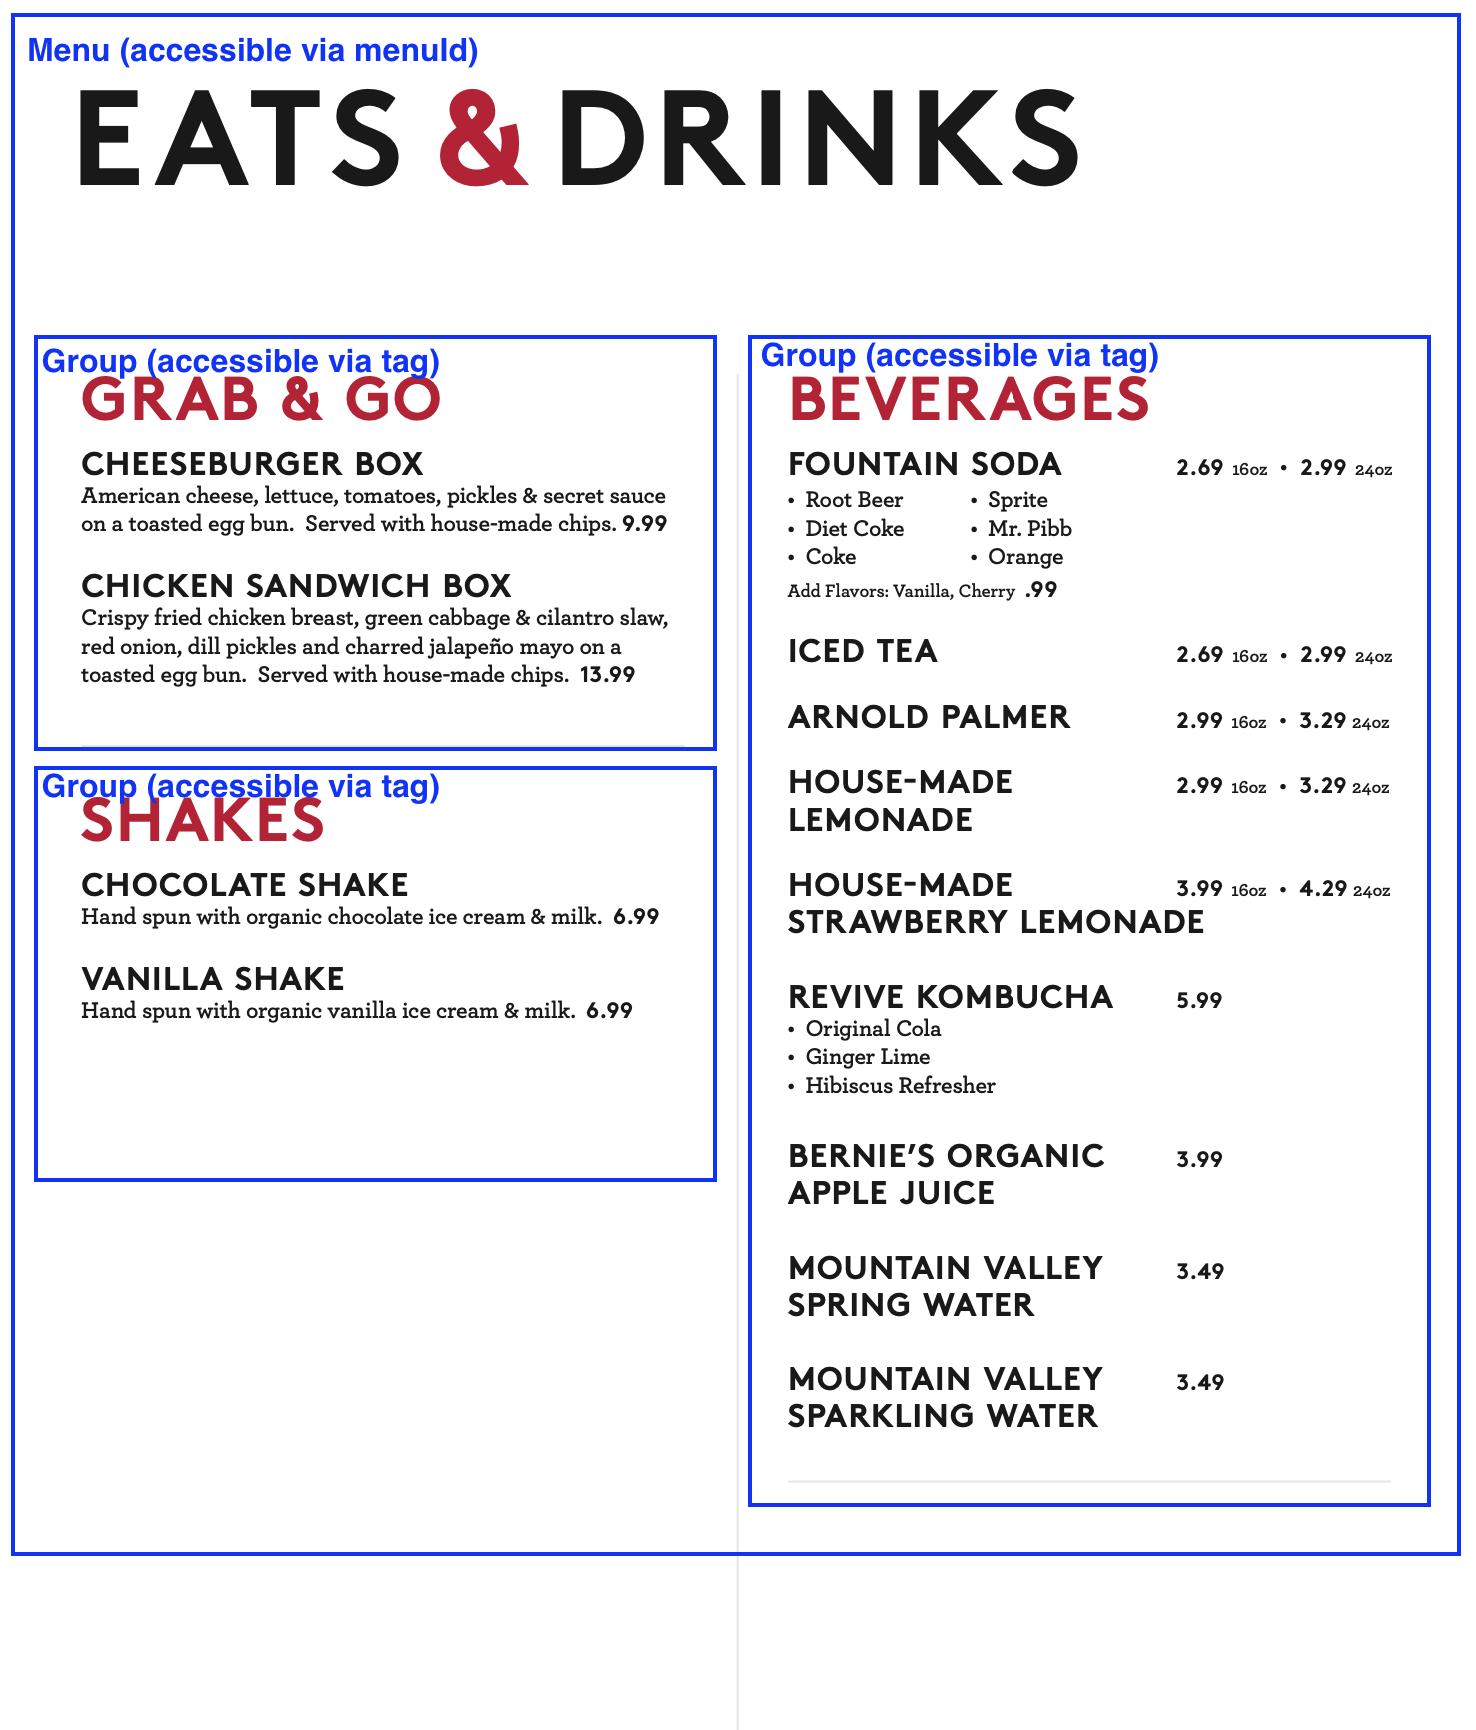 Menu (accessible via menuId)
EATS & DRINKS
Group (accessible via tag)
GRAB & GO
CHEESEBURGER BOX
American cheese, lettuce, tomatoes, pickles & secret sauce
on a toasted egg bun. Served with house-made chips. 9.99
CHICKEN SANDWICH BOX
Crispy fried chicken breast, green cabbage & cilantro slaw,
red onion, dill pickles and charred jalapeño mayo on a
toasted egg bun. Served with house-made chips. 13.99
Group (accessible via tag)
SHAKES
CHOCOLATE SHAKE
Hand spun with organic chocolate ice cream & milk. 6.99
VANILLA SHAKE
Hand spun with organic vanilla ice cream & milk. 6.99
Group (accessible via tag)
BEVERAGES
FOUNTAIN SODA 2.69 16oz • 2.99 24oz
• Root Beer • Sprite
• Diet Coke • Mr. Pibb
• Coke • Orange
Add Flavors: Vanilla, Cherry .99
ICED TEA 2.69 16oz • 2.99 24oz
ARNOLD PALMER 2.99 16oz • 3.29 24oz
HOUSE-MADE 2.99 16oz • 3.29 24oz
LEMONADE
HOUSE-MADE 3.99 16oz • 4.29 24oz
STRAWBERRY LEMONADE
REVIVE KOMBUCHA 5.99
• Original Cola
• Ginger Lime
• Hibiscus Refresher
BERNIE'S ORGANIC 3.99
APPLE JUICE
MOUNTAIN VALLEY 3.49
SPRING WATER
MOUNTAIN VALLEY 3.49
SPARKLING WATER